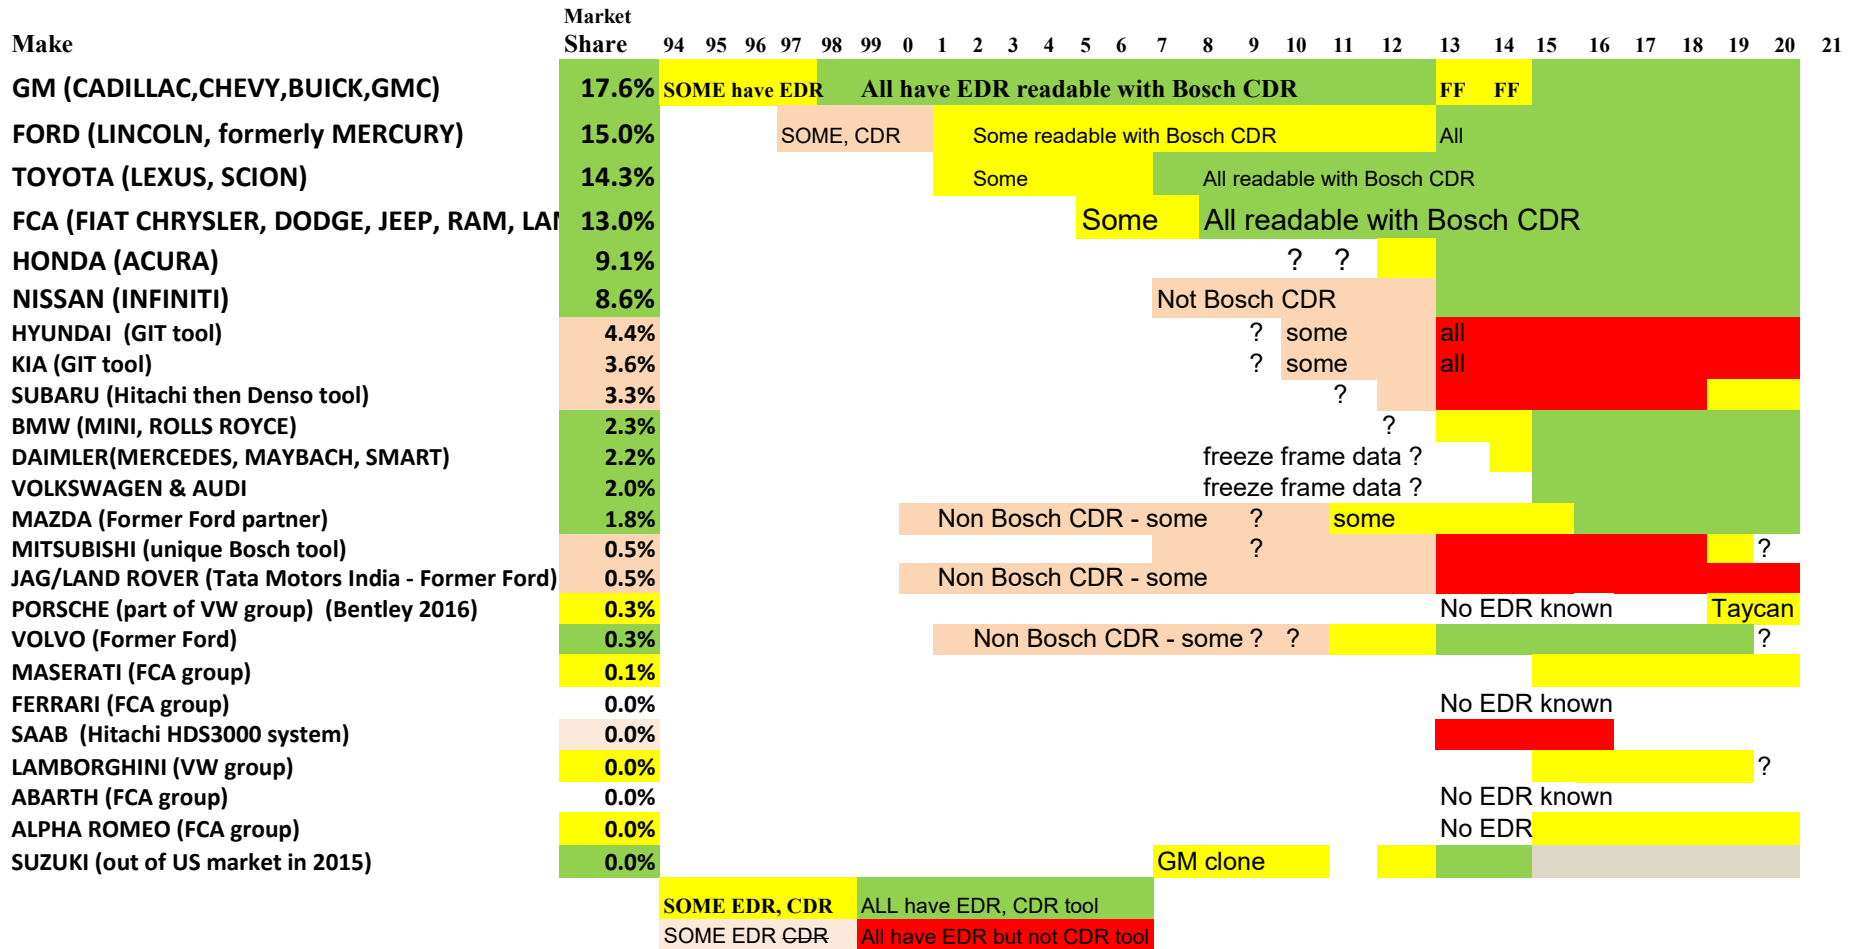 Market
Make Share 94 95 96 97 98 99 0 1 2 3 4 5 6 7 8 9 10 11 12 13 14 15 16 17 18 19 20 21
GM (CADILLAC,CHEVY,BUICK,GMC) 17.6% SOME have EDR All have EDR readable with Bosch CDR FF FF
FORD (LINCOLN, formerly MERCURY) 15.0% SOME, CDR Some readable with Bosch CDR All
TOYOTA (LEXUS, SCION) 14.3% Some All readable with Bosch CDR
FCA (FIAT CHRYSLER, DODGE, JEEP, RAM, LAN 13.0% Some All readable with Bosch CDR
HONDA (ACURA) 9.1% ? ?
NISSAN (INFINITI) 8.6% Not Bosch CDR
HYUNDAI (GIT tool) 4.4% ? some all
KIA (GIT tool) 3.6% ? some all
SUBARU (Hitachi then Denso tool) 3.3% ?
BMW (MINI, ROLLS ROYCE) 2.3% ?
DAIMLER(MERCEDES, MAYBACH, SMART) 2.2% freeze frame data ?
VOLKSWAGEN & AUDI 2.0% freeze frame data ?
MAZDA (Former Ford partner) 1.8% Non Bosch CDR - some ? some
MITSUBISHI (unique Bosch tool) 0.5% ? ?
JAG/LAND ROVER (Tata Motors India - Former Ford) 0.5% Non Bosch CDR - some
PORSCHE (part of VW group) (Bentley 2016) 0.3% No EDR known Taycan
VOLVO (Former Ford) 0.3% Non Bosch CDR - some ? ? ?
MASERATI (FCA group) 0.1%
FERRARI (FCA group) 0.0% No EDR known
SAAB (Hitachi HDS3000 system) 0.0%
LAMBORGHINI (VW group) 0.0% ?
ABARTH (FCA group) 0.0% No EDR known
ALPHA ROMEO (FCA group) 0.0% No EDR
SUZUKI (out of US market in 2015) 0.0% GM clone
SOME EDR, CDR ALL have EDR, CDR tool
SOME EDR CDR All have EDR but not CDR tool